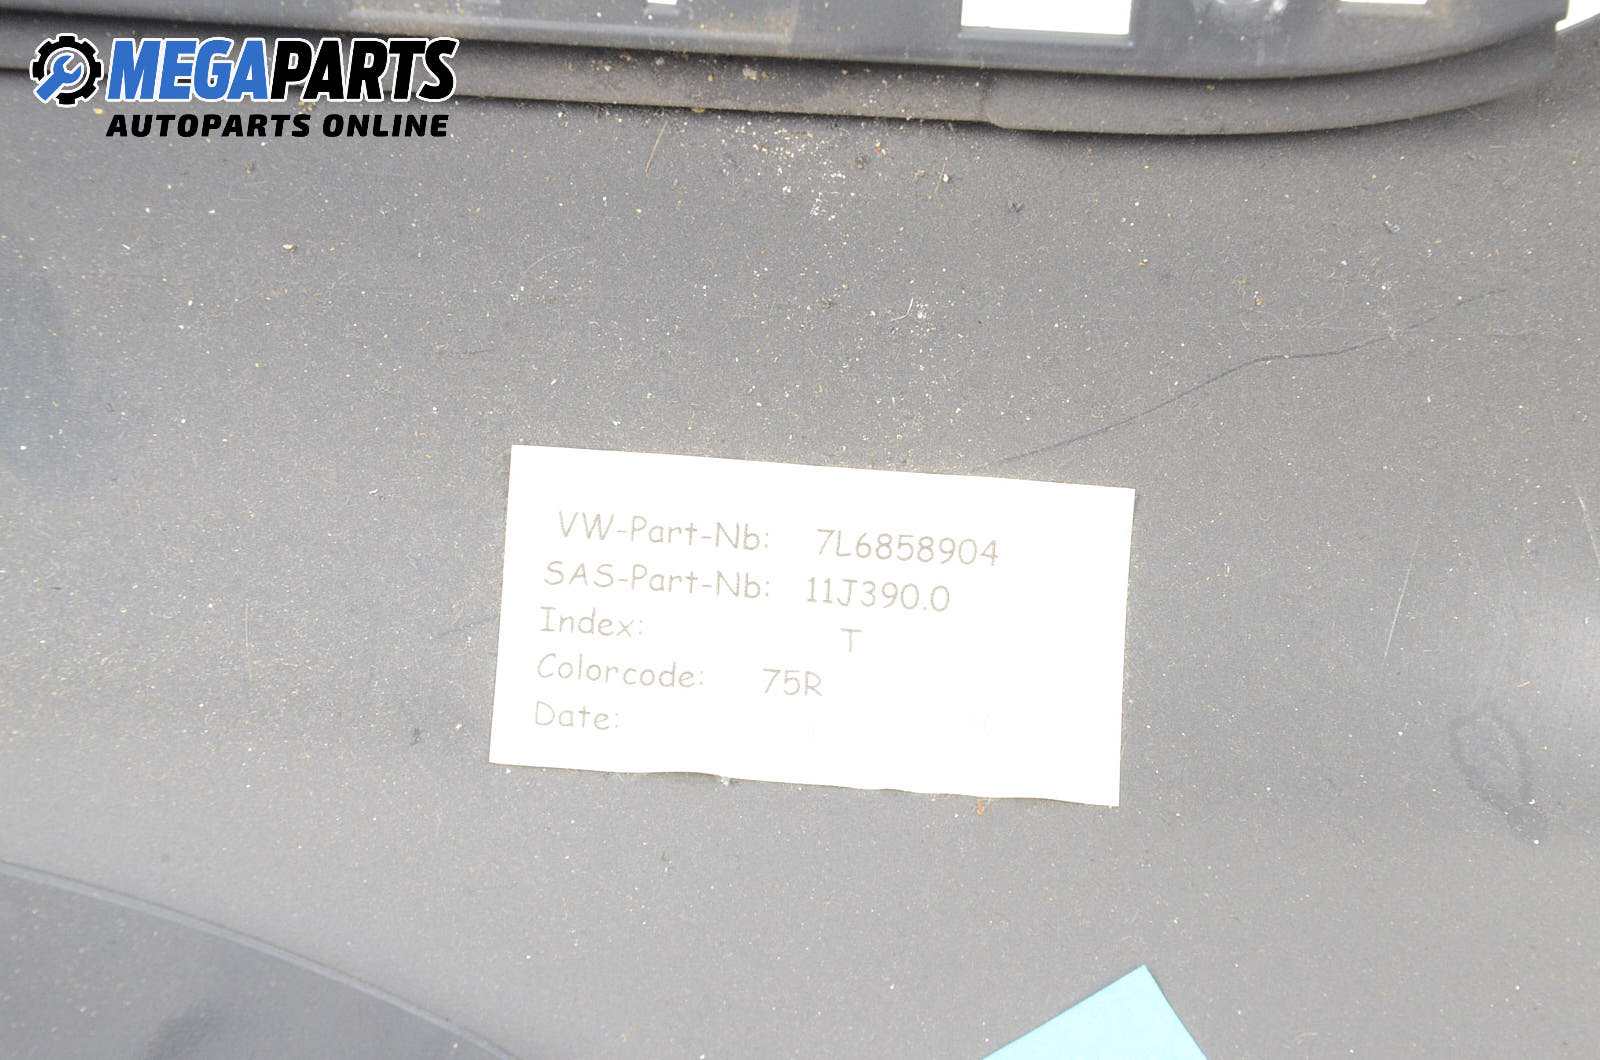 MEGAPARTS
AUTOPARTS ONLINE
VW-Part-Nb: 7L6858904
SAS-Part-Nb: 11J390.0
Index: T
Colorcode: 75R
Date: